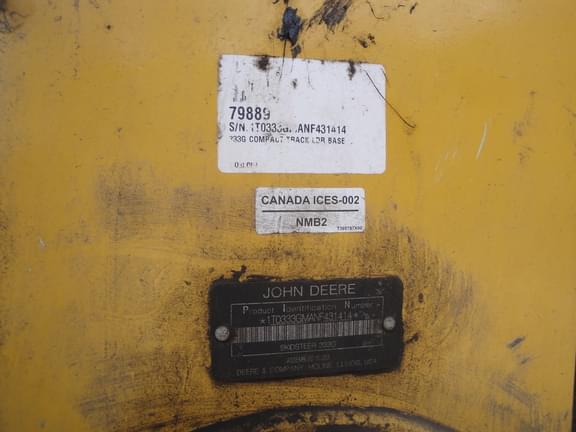 79889
S/N. 1T0333GMANF431414
333G COMPACT TRACK LDR BASE
CANADA ICES-002
NMB2
JOHN DEERE
Product Identification Number
*1T0333GMANF431414*
SKIDSTEER 333G
DEERE & COMPANY, MOLINE, ILLINOIS, USA